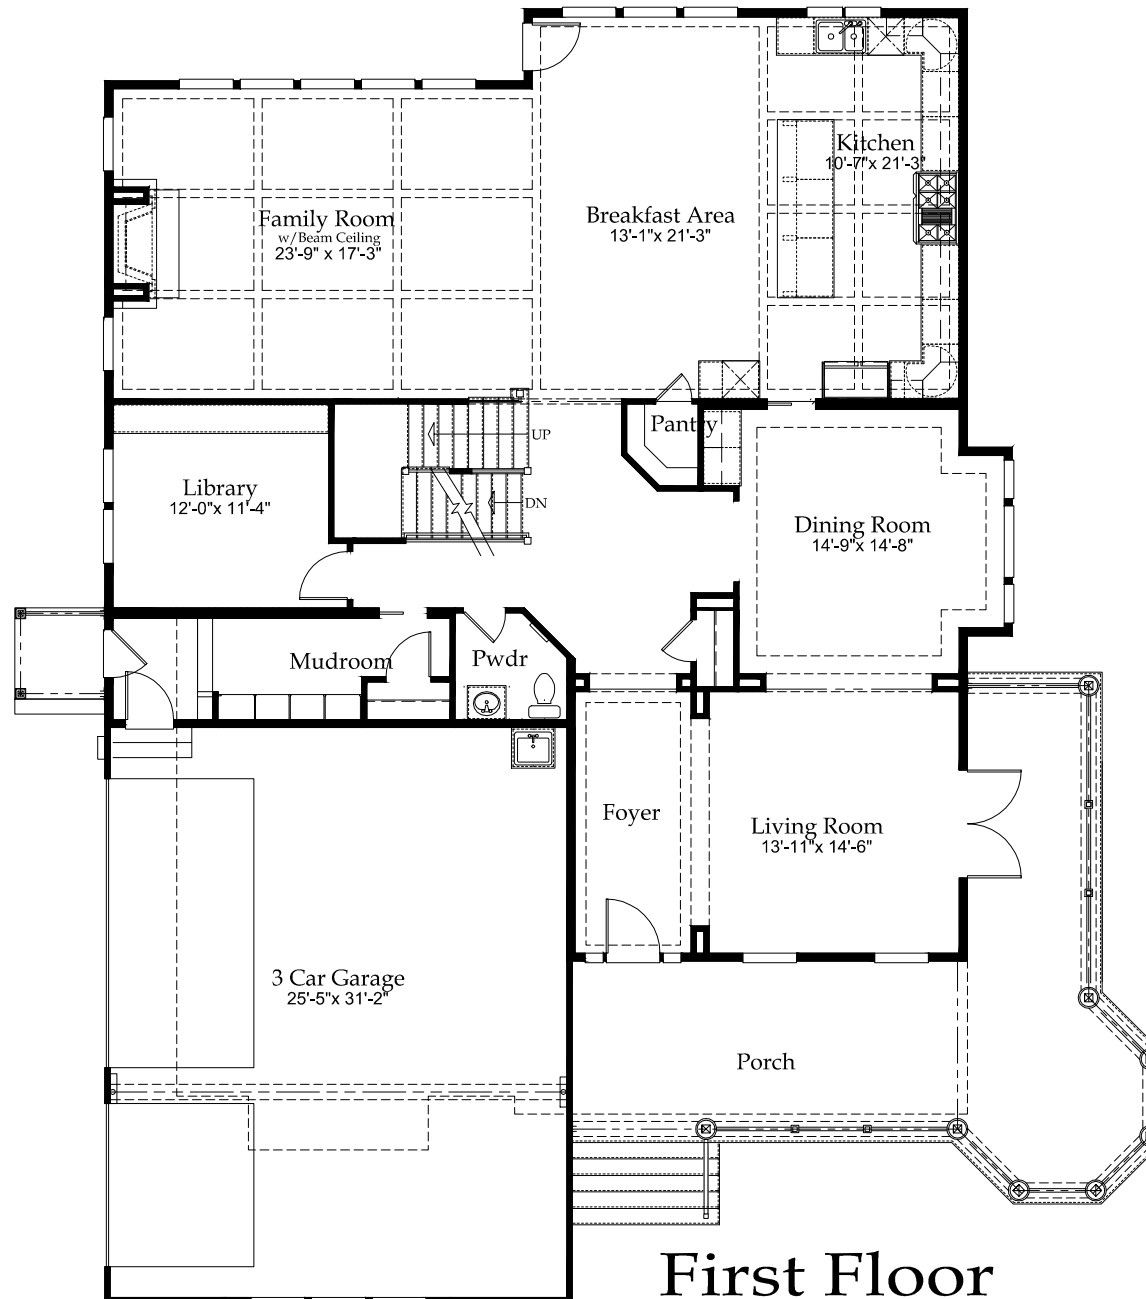 Kitchen
10'-7"x 21'-3"
Family Room
w/Beam Ceiling
23'-9" x 17'-3"
Breakfast Area
13'-1"x 21'-3"
Pantry
UP
DN
Library
12'-0"x 11'-4"
Dining Room
14'-9"x 14'-8"
Mudroom
Pwdr
Foyer
Living Room
13'-11"x 14'-6"
3 Car Garage
25'-5"x 31'-2"
Porch
First Floor